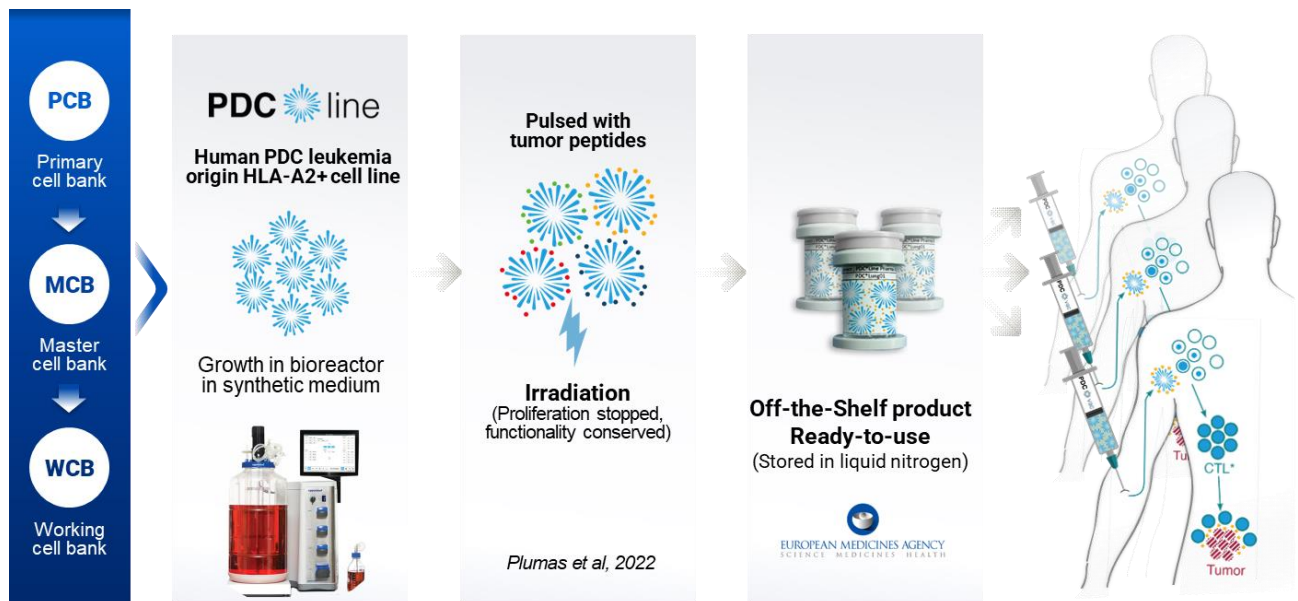 PCB
Primary
cell bank
MCB
Master
cell bank
WCB
Working
cell bank
PDC line
Human PDC leukemia
origin HLA-A2+ cell line
Growth in bioreactor
in synthetic medium
Pulsed with
tumor peptides
Irradiation
(Proliferation stopped,
functionality conserved)
Plumas et al, 2022
Off-the-Shelf product
Ready-to-use
(Stored in liquid nitrogen)
EUROPEAN MEDICINES AGENCY
SCIENCE MEDICINES HEALTH
Tu
CTL*
Tumor